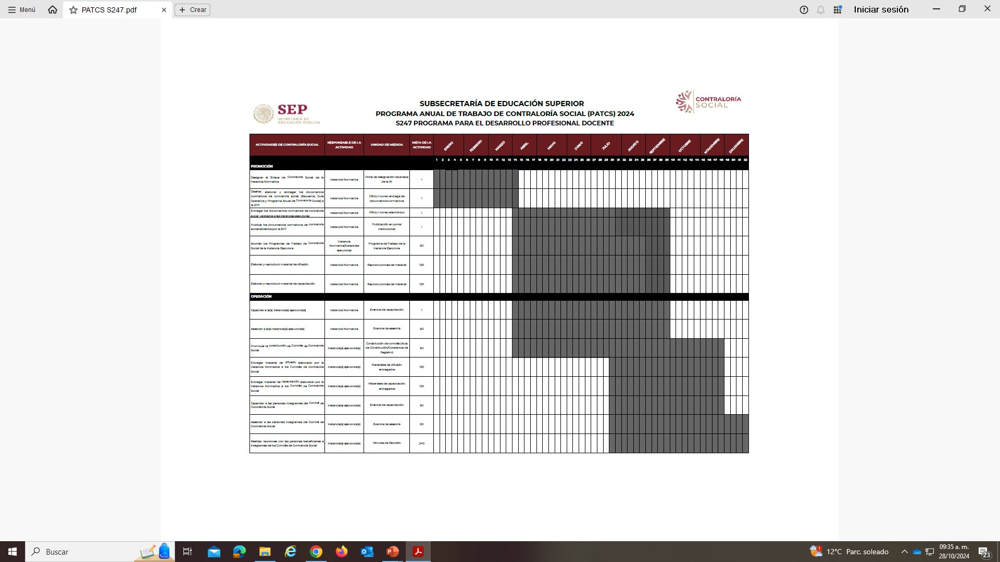 Menú
PATCS S247.pdf
Crear
Iniciar sesión
SEP
SECRETARÍA DE
EDUCACIÓN PÚBLICA
SUBSECRETARÍA DE EDUCACIÓN SUPERIOR
PROGRAMA ANUAL DE TRABAJO DE CONTRALORÍA SOCIAL (PATCS) 2024
S247 PROGRAMA PARA EL DESARROLLO PROFESIONAL DOCENTE
CONTRALORÍA
SOCIAL
ACTIVIDADES DE CONTRALORÍA SOCIAL
RESPONSABLE DE LA
ACTIVIDAD
UNIDAD DE MEDIDA
META DE LA
ACTIVIDAD
ENERO
FEBRERO
MARZO
ABRIL
MAYO
JUNIO
JULIO
AGOSTO
SEPTIEMBRE
OCTUBRE
NOVIEMBRE
DICIEMBRE
1 2 3 4 5 6 7 8 9 10 11 12 13 14 15 16 17 18 19 20 21 22 23 24 25 26 27 28 29 30 31 32 33 34 35 36 37 38 39 40 41 42 43 44 45 46 47 48 49 50 51 52
PROMOCIÓN
Designar al Enlace de Contraloría Social de la
Instancia Normativa
Instancia Normativa
Ficha de designación de enlace
de la IN
1
Diseñar, elaborar y entregar los documentos
normativos de contraloría social (Esquema, Guía
Operativa y Programa Anual de Contraloría Social) a
la SFP
Instancia Normativa
Oficio / correo entrega de
documentos normativos
1
Entregar los documentos normativos de contraloría
social validados a las instancias ejecutoras
Instancia Normativa
Oficio / correo electrónico
1
Publicar los documentos normativos de contraloría
socialvalidados por la SFP
Instancia Normativa
Publicación en portal
institucional
1
Acordar los Programas de Trabajo de Contraloría
Social de la Instancia Ejecutora
Instancia
Normativa/Instancias
ejecutoras
Programa de Trabajo de la
Instancia Ejecutora
60
Elaborar y reproducir material de difusión
Instancia Normativa
Reproducciones de material
120
Elaborar y reproducir material de capacitación
Instancia Normativa
Reproducciones de material
120
OPERACIÓN
Capacitar a la(s) instancia(s) ejecutora(s)
Instancia Normativa
Eventos de capacitación
1
Asesorar a la(s) instancia(s) ejecutora(s)
Instancia Normativa
Eventos de asesoría
60
Promover la constitución de Comités de Contraloría
Social.
Instancia(s) ejecutora(s)
Constitución de comités (Acta
de Constitución/Constancia de
Registro)
60
Entregar material de difusión elaborado por la
Instancia Normativa a los Comités de Contraloría
Social
Instancia(s) ejecutora(s)
Materiales de difusión
entregados
120
Entregar material de capacitación elaborado por la
Instancia Normativa a los Comités de Contraloría
Social
Instancia(s) ejecutora(s)
Materiales de capacitación
entregados
120
Capacitar a las personas integrantes del Comité de
Contraloría Social
Instancia(s) ejecutora(s)
Eventos de capacitación
60
Asesorar a las personas integrantes del Comité de
Contraloría Social
Instancia(s) ejecutora(s)
Eventos de asesoría
60
Realizar reuniones con las personas beneficiarias e
integrantes de los Comités de Contraloría Social
Instancia(s) ejecutora(s)
Minutas de Reunión
240
Buscar
1
12°C Parc. soleado
09:35 a. m.
28/10/2024
23